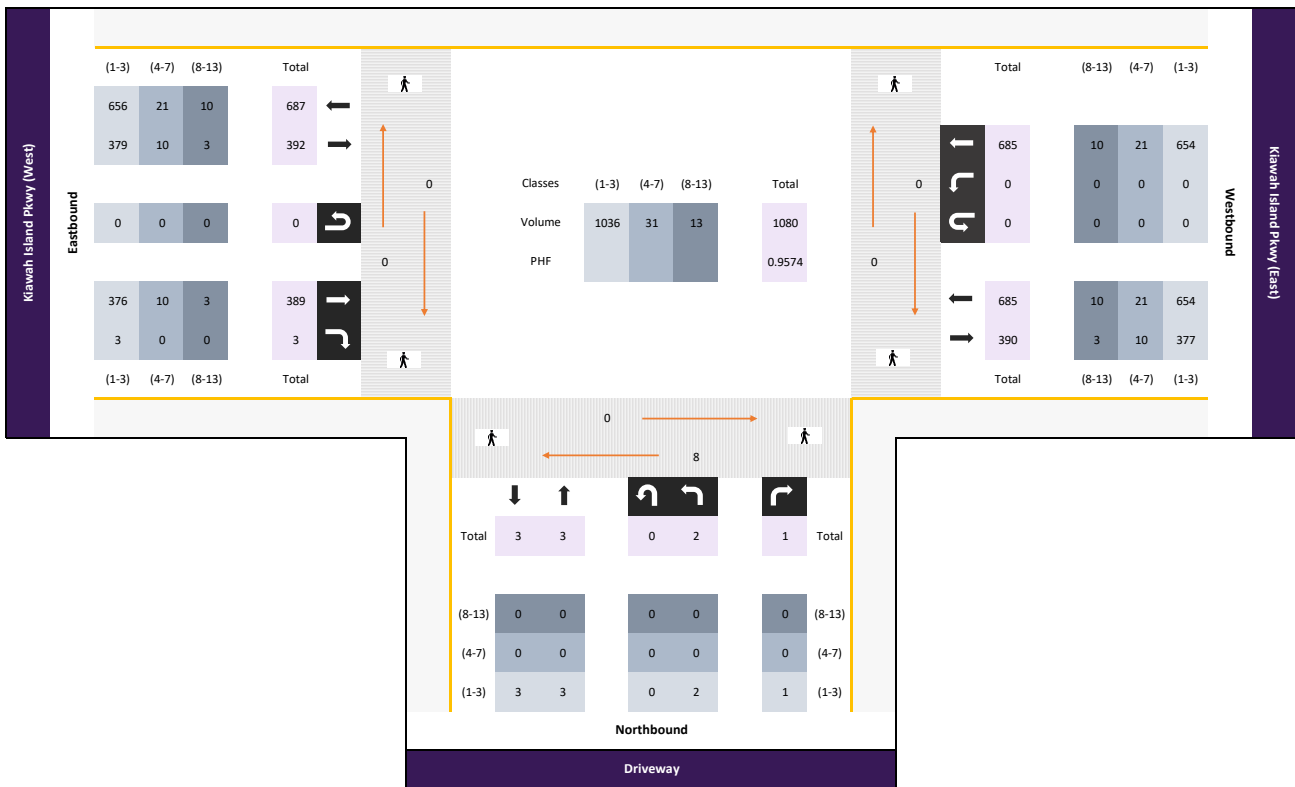 (1-3) (4-7) (8-13) Total
656 21 10 687
379 10 3 392
0 0 0 0
376 10 3 389
3 0 0 3
(1-3) (4-7) (8-13) Total
Kiawah Island Pkwy (West)
Eastbound
0
0
Classes (1-3) (4-7) (8-13) Total
Volume 1036 31 13 1080
PHF 0.9574
0
0
Total (8-13) (4-7) (1-3)
685 10 21 654
0 0 0 0
0 0 0 0
685 10 21 654
390 3 10 377
Total (8-13) (4-7) (1-3)
Westbound
Kiawah Island Pkwy (East)
0
8
Total 3 3 0 2 1 Total
(8-13) 0 0 0 0 0 (8-13)
(4-7) 0 0 0 0 0 (4-7)
(1-3) 3 3 0 2 1 (1-3)
Northbound
Driveway